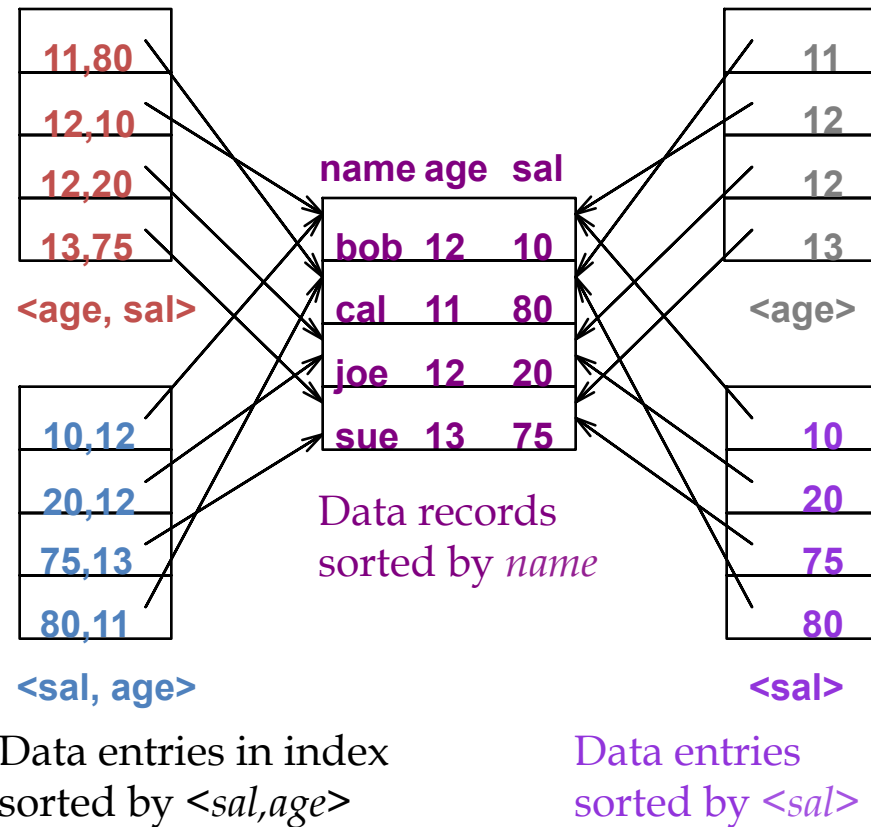 11,80
12,10
12,20
13,75
<age, sal>
10,12
20,12
75,13
80,11
<sal, age>
Data entries in index
sorted by <sal,age>
name age sal
bob 12 10
cal 11 80
joe 12 20
sue 13 75
Data records
sorted by name
11
12
12
13
<age>
10
20
75
80
<sal>
Data entries
sorted by <sal>